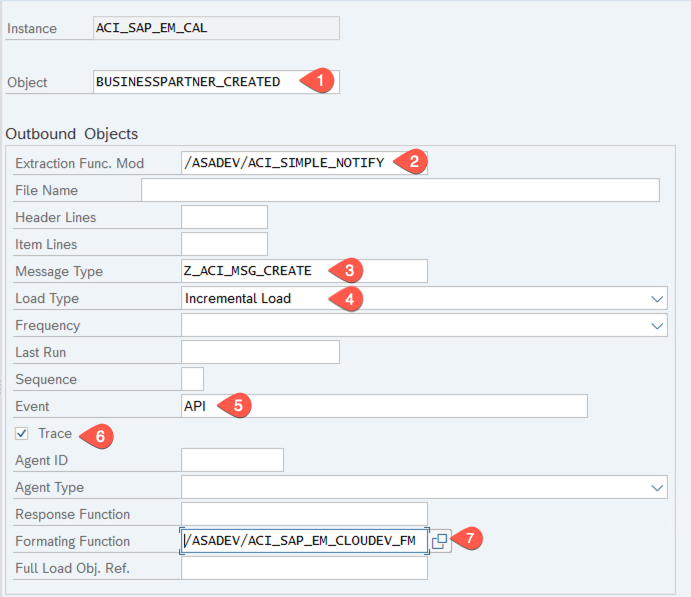 Instance ACI_SAP_EM_CAL
Object BUSINESSPARTNER_CREATED 1
Outbound Objects
Extraction Func. Mod /ASADEV/ACI_SIMPLE_NOTIFY 2
File Name
Header Lines
Item Lines
Message Type Z_ACI_MSG_CREATE 3
Load Type Incremental Load 4
Frequency
Last Run
Sequence
Event API 5
Trace 6
Agent ID
Agent Type
Response Function
Formating Function /ASADEV/ACI_SAP_EM_CLOUDEV_FM 7
Full Load Obj. Ref.